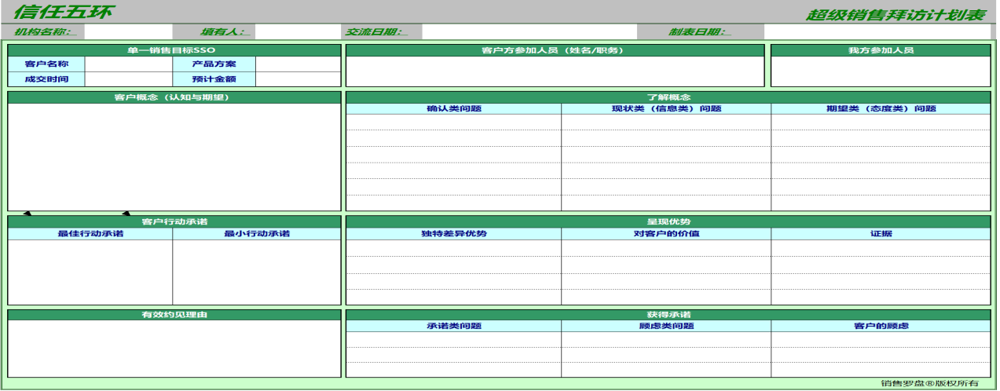 信任五环
超级销售拜访计划表
机构名称: 填有人: 交流日期: 制表日期:
单一销售目标SSO 客户方参加人员（姓名/职务） 我方参加人员
客户名称 产品方案
成交时间 预计金额
客户概念（认知与期望） 了解概念
确认类问题 现状类（信息类）问题 期望类（态度类）问题
客户行动承诺 呈现优势
最佳行动承诺 最小行动承诺 独特差异优势 对客户的价值 证据
有效约见理由 获得承诺
承诺类问题 顾虑类问题 客户的顾虑
销售罗盘®版权所有